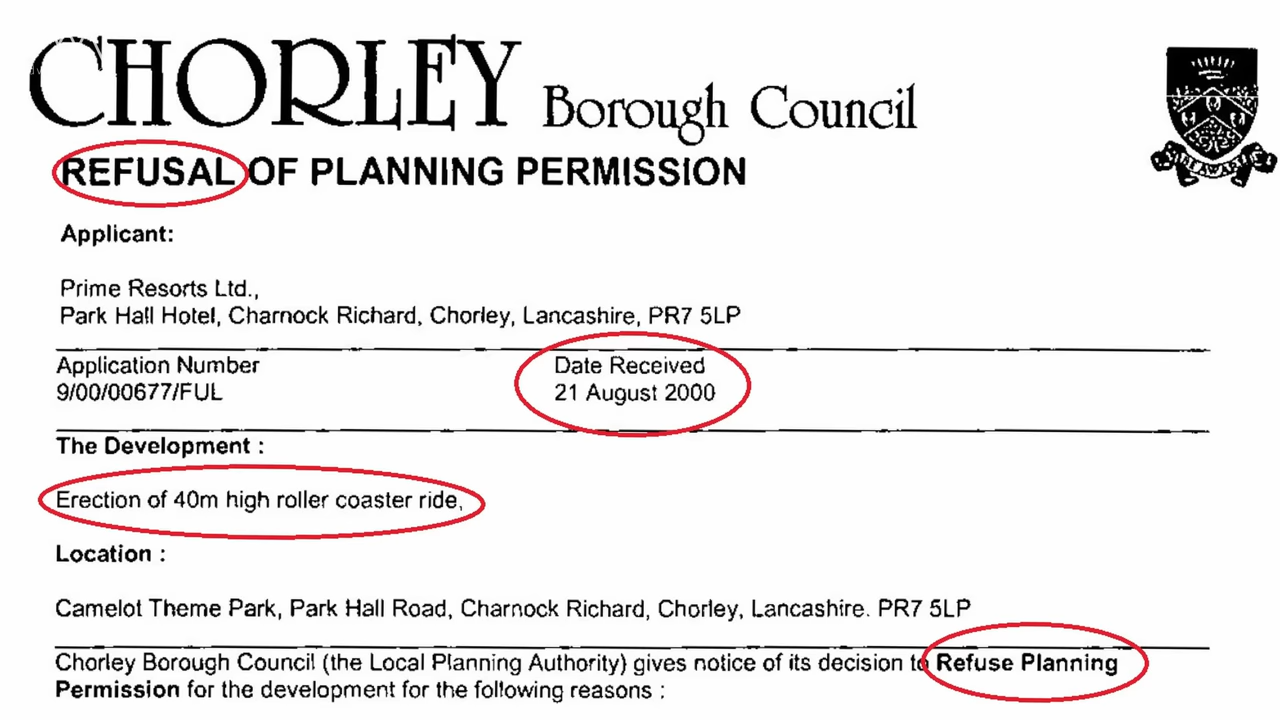 CHORLEY Borough Council
REFUSAL OF PLANNING PERMISSION
Applicant:
Prime Resorts Ltd.,
Park Hall Hotel, Charnock Richard, Chorley, Lancashire, PR7 5LP
Application Number
9/00/00677/FUL
Date Received
21 August 2000
The Development :
Erection of 40m high roller coaster ride,
Location :
Camelot Theme Park, Park Hall Road, Charnock Richard, Chorley, Lancashire. PR7 5LP
Chorley Borough Council (the Local Planning Authority) gives notice of its decision to Refuse Planning
Permission for the development for the following reasons :